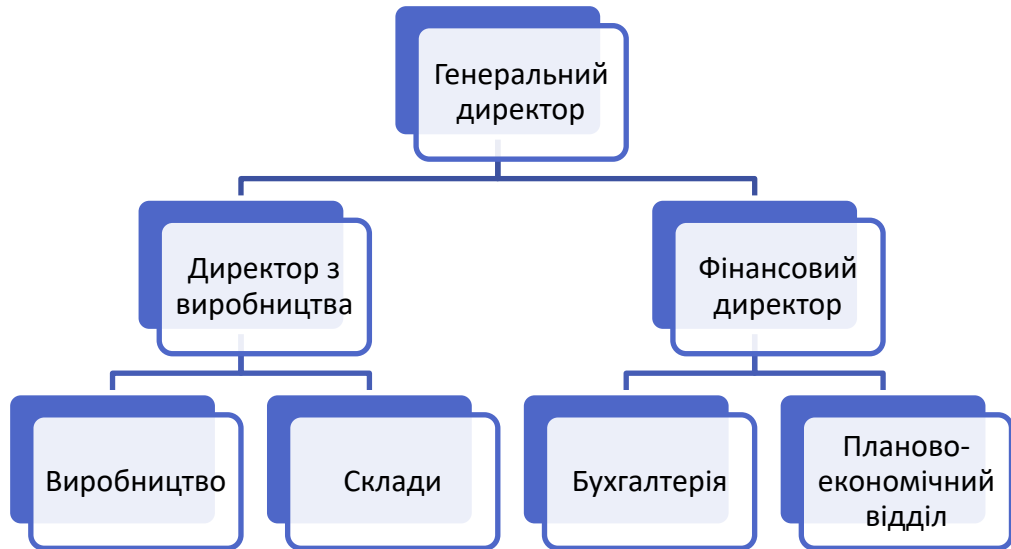 Генеральний
директор
Директор з
виробництва
Фінансовий
директор
Виробництво
Склади
Бухгалтерія
Планово-
економічний
відділ